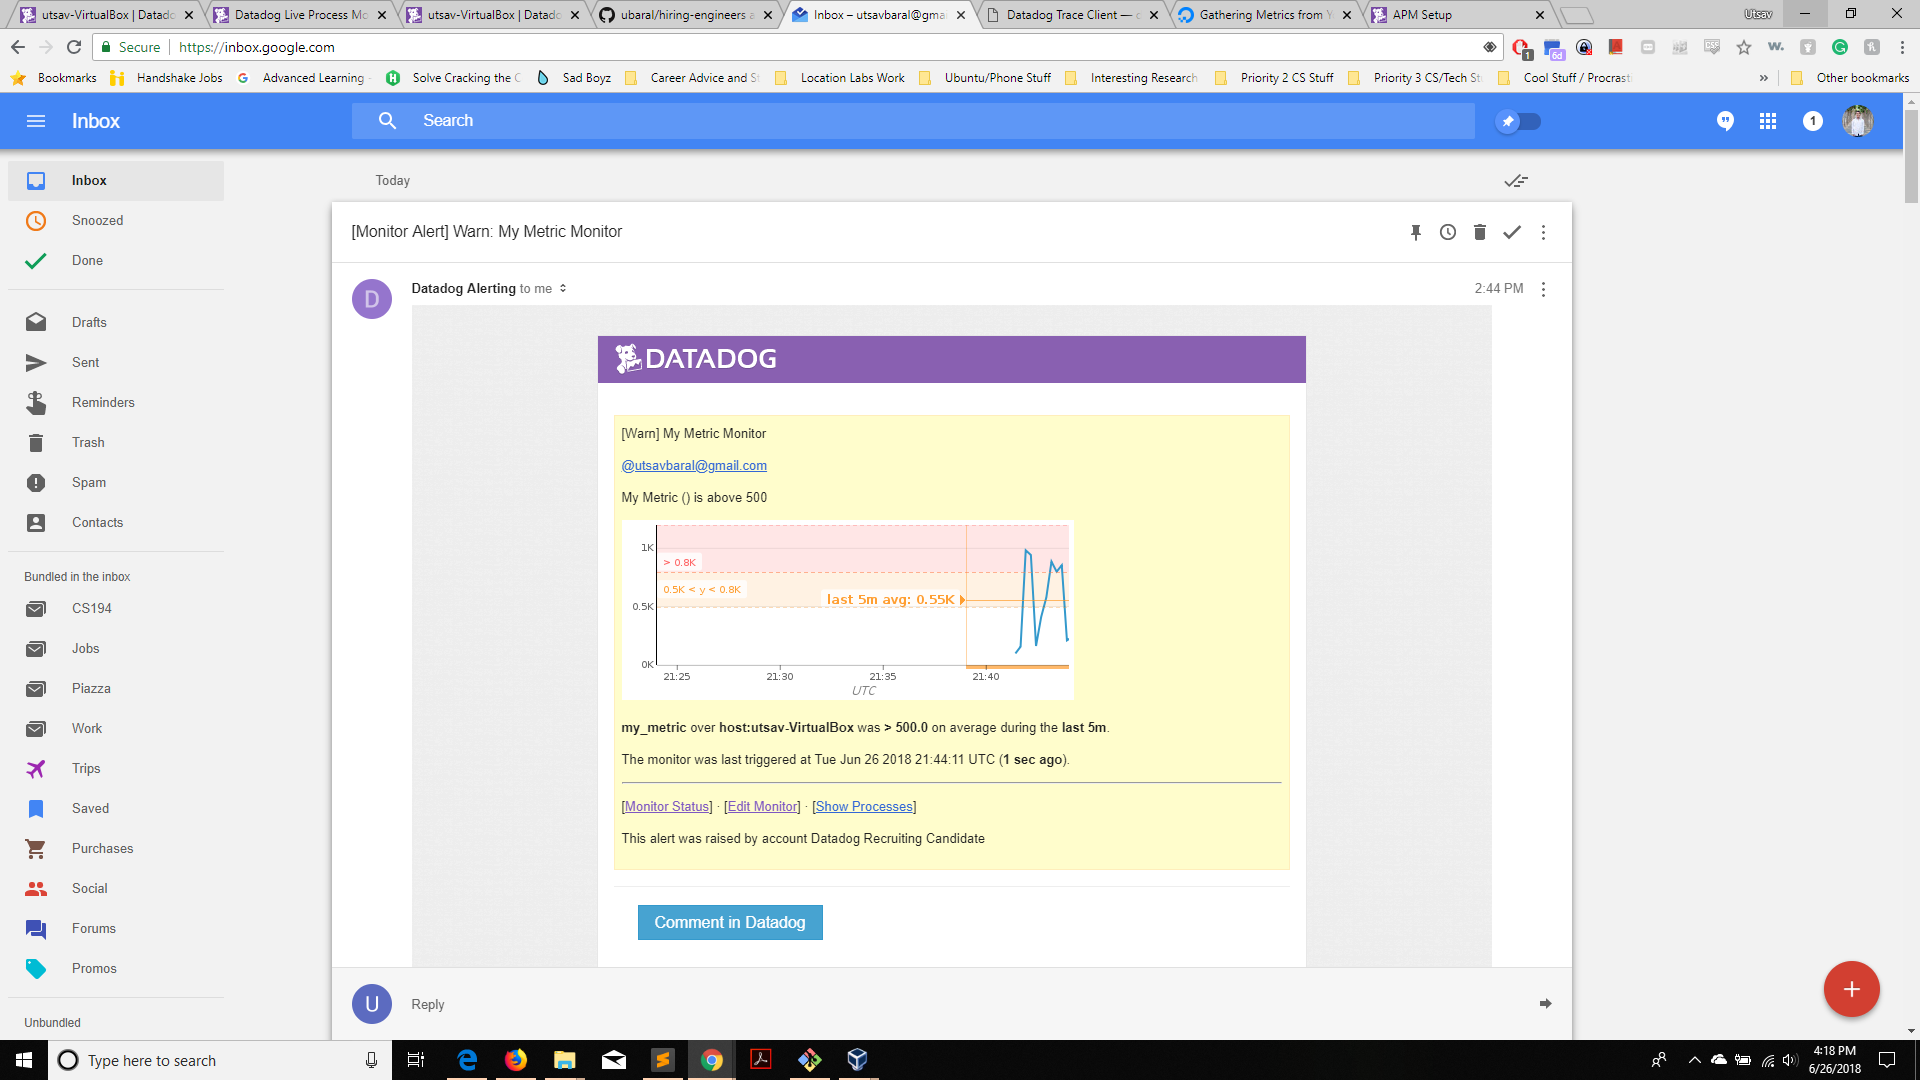 utsav-VirtualBox | Datado
Datadog Live Process Mo
utsav-VirtualBox | Datado
ubaral/hiring-engineers a
Inbox – utsavbaral@gmai
Datadog Trace Client — d
Gathering Metrics from Y
APM Setup
Utsav
Secure
https://inbox.google.com
1
6d
CSE
w.
Bookmarks
Handshake Jobs
Advanced Learning
Solve Cracking the C
Sad Boyz
Career Advice and St
Location Labs Work
Ubuntu/Phone Stuff
Interesting Research
Priority 2 CS Stuff
Priority 3 CS/Tech St
Cool Stuff / Procrasti
»
Other bookmarks
Inbox
Search
1
Inbox
Snoozed
Done
Drafts
Sent
Reminders
Trash
Spam
Contacts
Bundled in the inbox
CS194
Jobs
Piazza
Work
Trips
Saved
Purchases
Social
Forums
Promos
Unbundled
Today
[Monitor Alert] Warn: My Metric Monitor
D
Datadog Alerting to me
2:44 PM
DATADOG
[Warn] My Metric Monitor
@utsavbaral@gmail.com
My Metric () is above 500
1K
> 0.8K
0.5K < y < 0.8K
last 5m avg: 0.55K
0.5K
0K
21:25 21:30 21:35 21:40
UTC
my_metric over host:utsav-VirtualBox was > 500.0 on average during the last 5m.
The monitor was last triggered at Tue Jun 26 2018 21:44:11 UTC (1 sec ago).
[Monitor Status] · [Edit Monitor] · [Show Processes]
This alert was raised by account Datadog Recruiting Candidate
Comment in Datadog
U
Reply
Type here to search
4:18 PM
6/26/2018